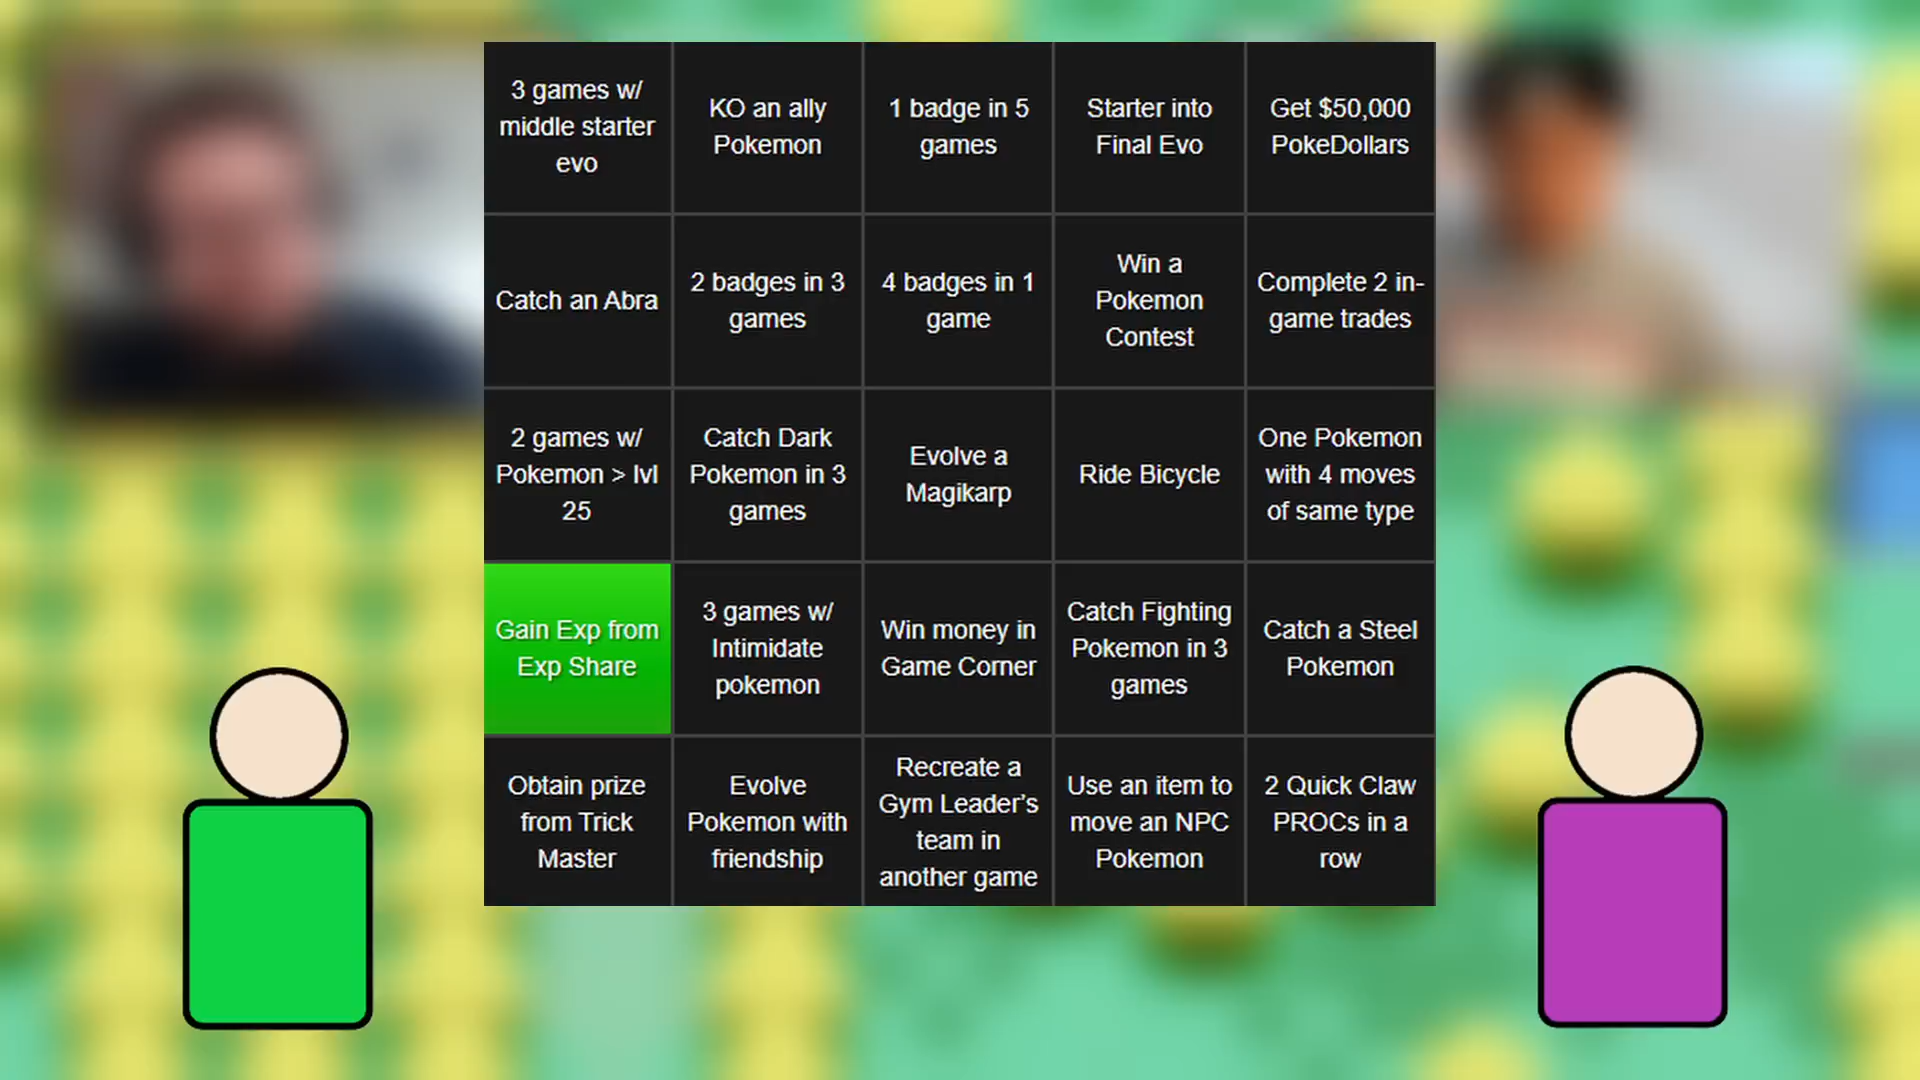 3 games w/
middle starter
evo
KO an ally
Pokemon
1 badge in 5
games
Starter into
Final Evo
Get $50,000
PokeDollars
Catch an Abra
2 badges in 3
games
4 badges in 1
game
Win a
Pokemon
Contest
Complete 2 in-
game trades
2 games w/
Pokemon > lvl
25
Catch Dark
Pokemon in 3
games
Evolve a
Magikarp
Ride Bicycle
One Pokemon
with 4 moves
of same type
Gain Exp from
Exp Share
3 games w/
Intimidate
pokemon
Win money in
Game Corner
Catch Fighting
Pokemon in 3
games
Catch a Steel
Pokemon
Obtain prize
from Trick
Master
Evolve
Pokemon with
friendship
Recreate a
Gym Leader's
team in
another game
Use an item to
move an NPC
Pokemon
2 Quick Claw
PROCs in a
row